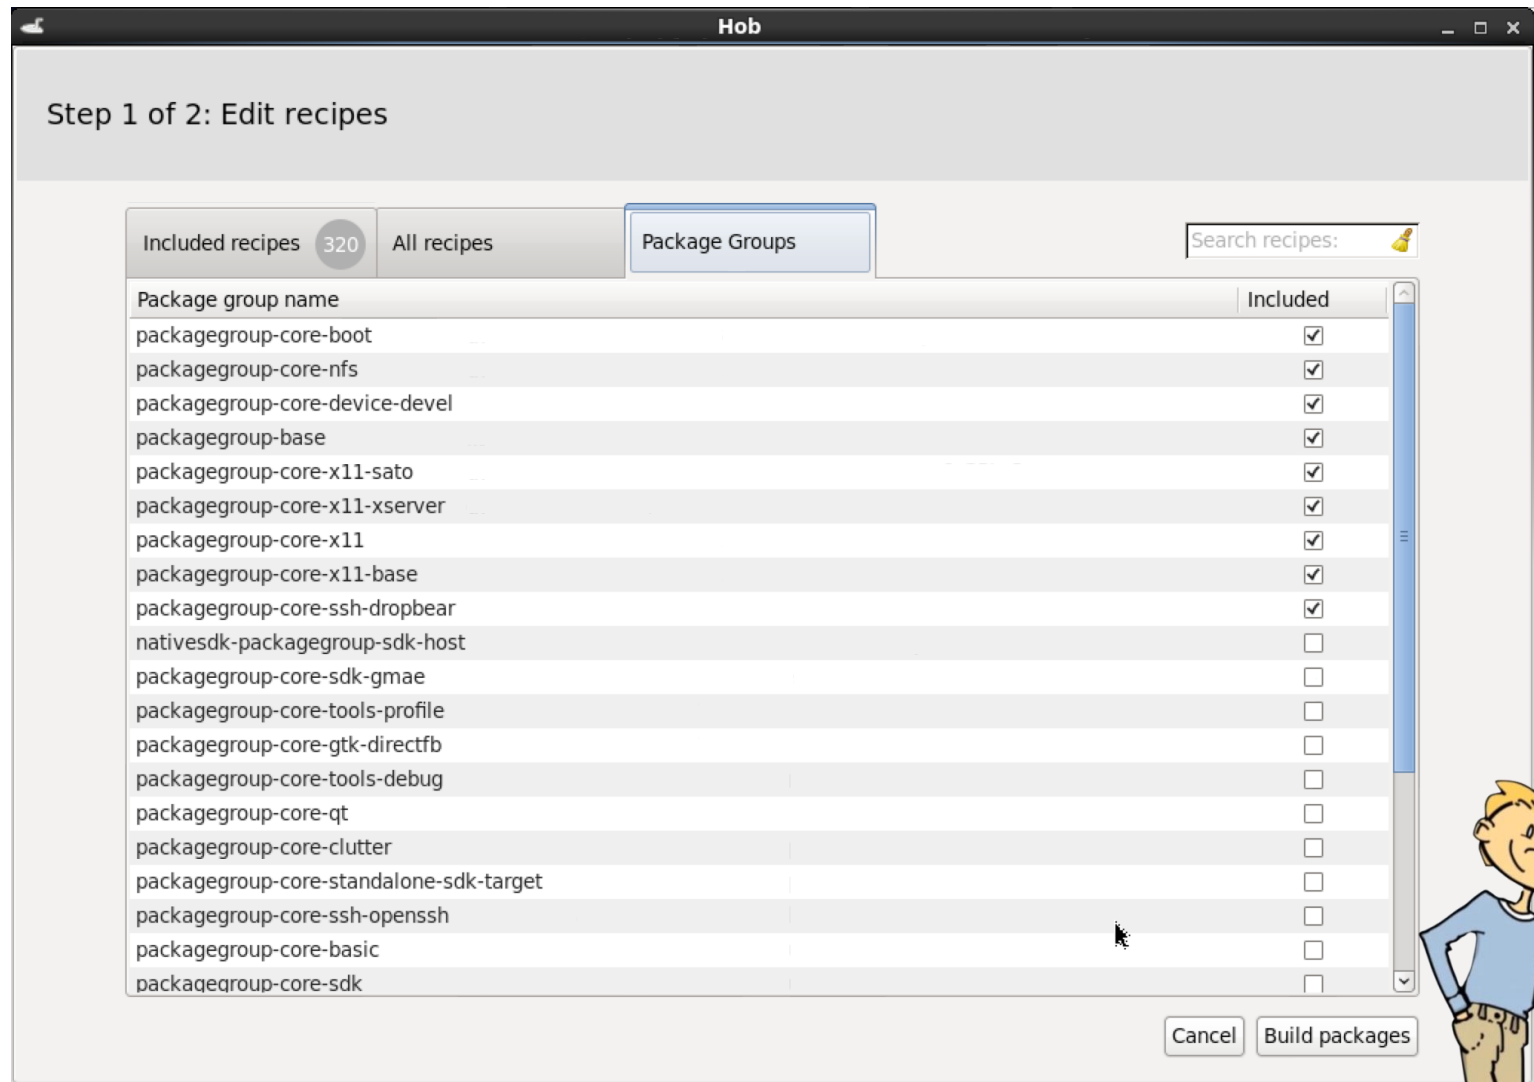 Hob
Step 1 of 2: Edit recipes
Included recipes 320 All recipes Package Groups Search recipes:
Package group name Included
packagegroup-core-boot
packagegroup-core-nfs
packagegroup-core-device-devel
packagegroup-base
packagegroup-core-x11-sato
packagegroup-core-x11-xserver
packagegroup-core-x11
packagegroup-core-x11-base
packagegroup-core-ssh-dropbear
nativesdk-packagegroup-sdk-host
packagegroup-core-sdk-gmae
packagegroup-core-tools-profile
packagegroup-core-gtk-directfb
packagegroup-core-tools-debug
packagegroup-core-qt
packagegroup-core-clutter
packagegroup-core-standalone-sdk-target
packagegroup-core-ssh-openssh
packagegroup-core-basic
packagegroup-core-sdk
Cancel Build packages